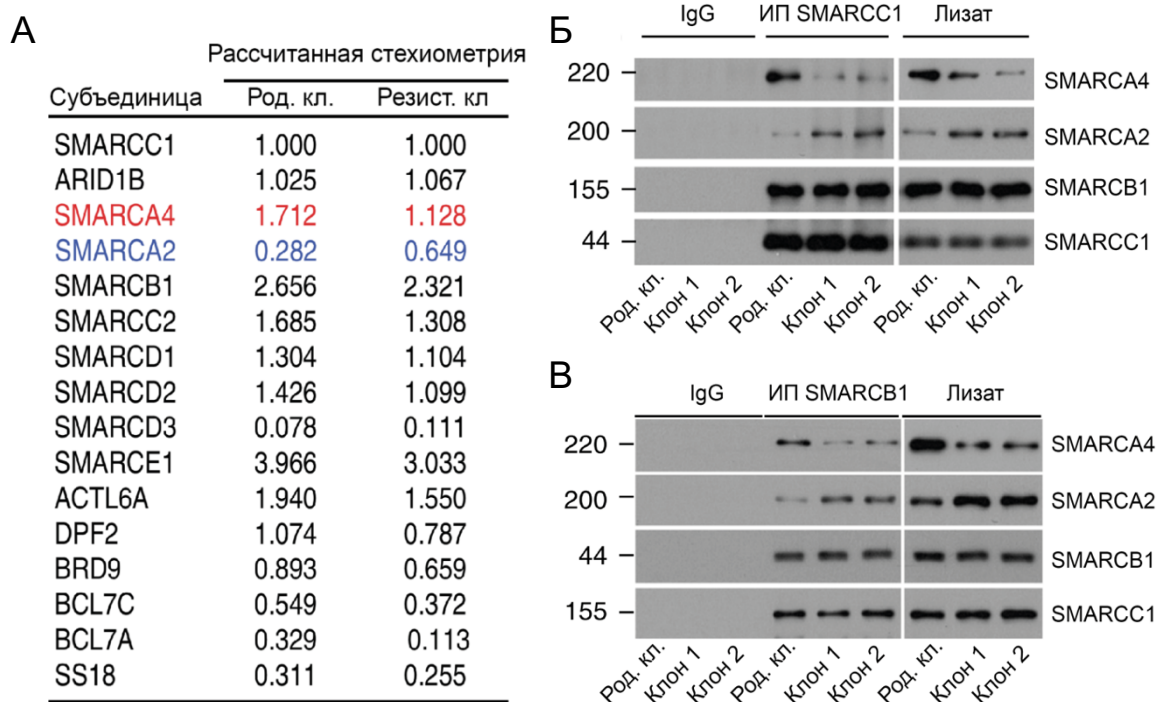 А
Рассчитанная стехиометрия
Субъединица Род. кл. Резист. кл
SMARCC1 1.000 1.000
ARID1B 1.025 1.067
SMARCA4 1.712 1.128
SMARCA2 0.282 0.649
SMARCB1 2.656 2.321
SMARCC2 1.685 1.308
SMARCD1 1.304 1.104
SMARCD2 1.426 1.099
SMARCD3 0.078 0.111
SMARCE1 3.966 3.033
ACTL6A 1.940 1.550
DPF2 1.074 0.787
BRD9 0.893 0.659
BCL7C 0.549 0.372
BCL7A 0.329 0.113
SS18 0.311 0.255
Б
IgG ИП SMARCC1 Лизат
220 SMARCA4
200 SMARCA2
155 SMARCB1
44 SMARCC1
Род. кл. Клон 1 Клон 2 Род. кл. Клон 1 Клон 2 Род. кл. Клон 1 Клон 2
В
IgG ИП SMARCB1 Лизат
220 SMARCA4
200 SMARCA2
44 SMARCB1
155 SMARCC1
Род. кл. Клон 1 Клон 2 Род. кл. Клон 1 Клон 2 Род. кл. Клон 1 Клон 2